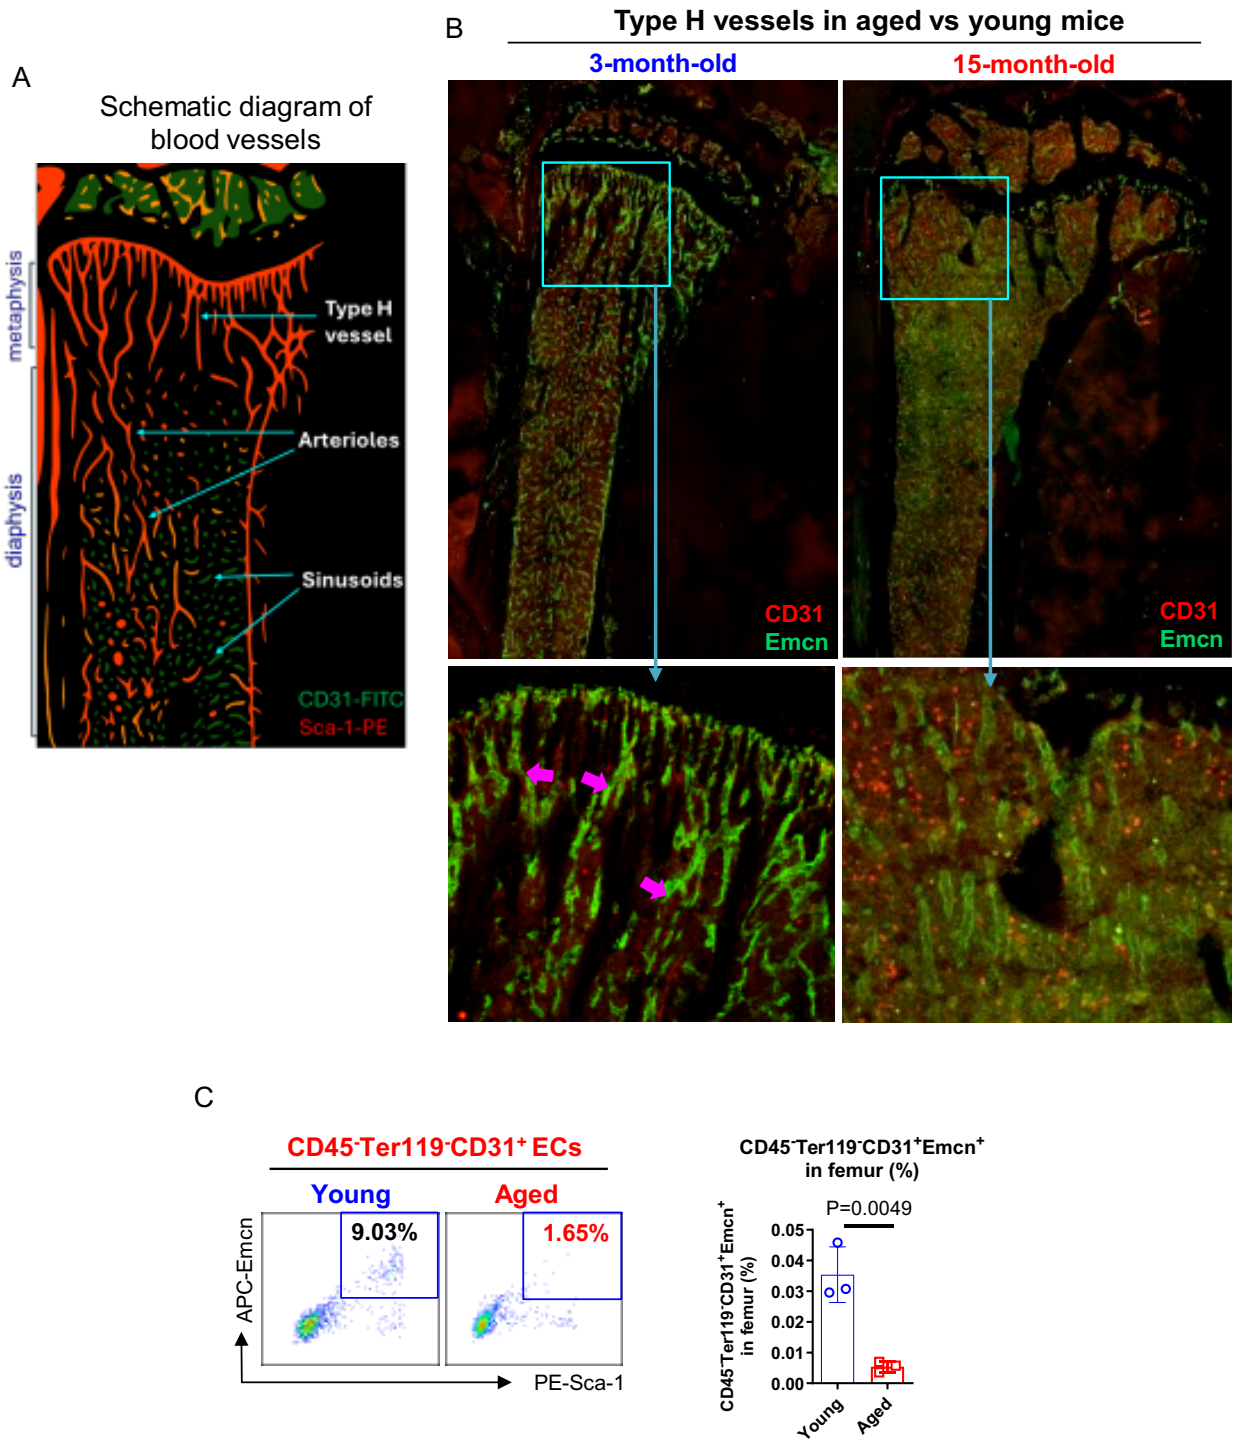 A
Schematic diagram of
blood vessels
metaphysis
diaphysis
Type H
vessel
Arterioles
Sinusoids
CD31-FITC
Sca-1-PE
B
Type H vessels in aged vs young mice
3-month-old
15-month-old
CD31
Emcn
CD31
Emcn
C
CD45⁻Ter119⁻CD31⁺ ECs
Young
Aged
9.03%
1.65%
APC-Emcn
PE-Sca-1
CD45⁻Ter119⁻CD31⁺Emcn⁺
in femur (%)
P=0.0049
CD45⁻Ter119⁻CD31⁺Emcn⁺
in femur (%)
0.05
0.04
0.03
0.02
0.01
0.00
Young
Aged